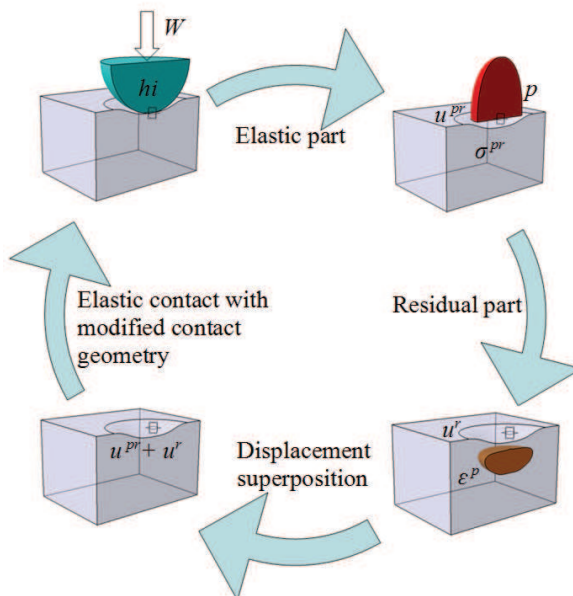 W
hi
p
u^{pr}
σ^{pr}
Elastic part
Elastic contact with
modified contact
geometry
Residual part
u^{pr} + u^{r}
Displacement
superposition
u^{r}
ε^{p}